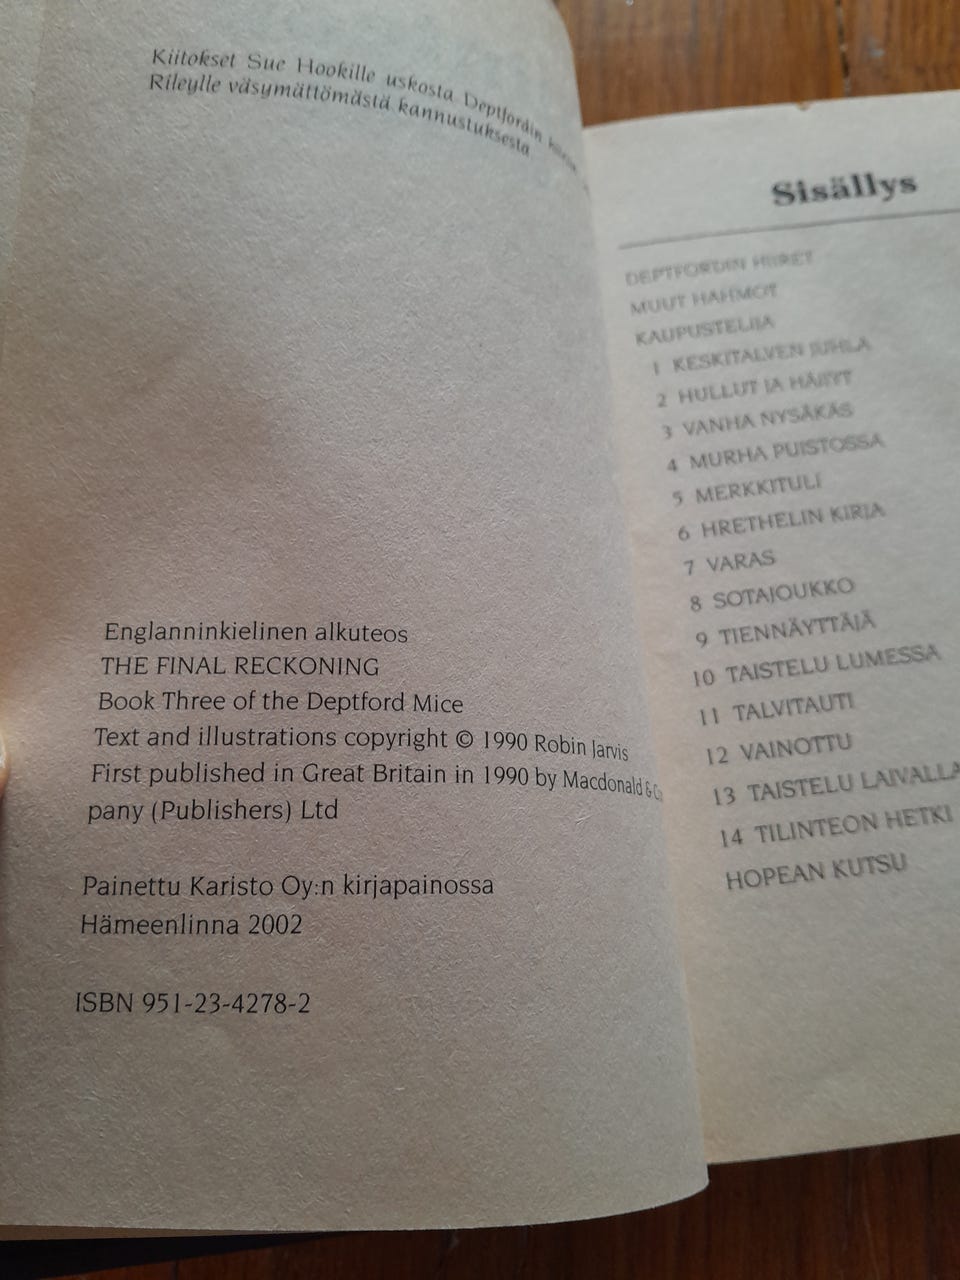 Kiitokset Sue Hookille uskosta Deptfordin
Rileylle väsymättömästä kannustuksesta
Englanninkielinen alkuteos
THE FINAL RECKONING
Book Three of the Deptford Mice
Text and illustrations copyright © 1990 Robin Jarvis
First published in Great Britain in 1990 by Macdonald &
pany (Publishers) Ltd
Painettu Karisto Oy:n kirjapainossa
Hämeenlinna 2002
ISBN 951-23-4278-2
Sisällys
DEPTFORDIN HIIRET
MUUT HAHMOT
KAUPUSTELIJA
1 KESKITALVEN JUHLA
2 HULLUT JA HÄIJYT
3 VANHA NYSÄKÄS
4 MURHA PUISTOSSA
5 MERKKITULI
6 HRETHELIN KIRJA
7 VARAS
8 SOTAJOUKKO
9 TIENNÄYTTÄJÄ
10 TAISTELU LUMESSA
11 TALVITAUTI
12 VAINOTTU
13 TAISTELU LAIVALLA
14 TILINTEON HETKI
HOPEAN KUTSU